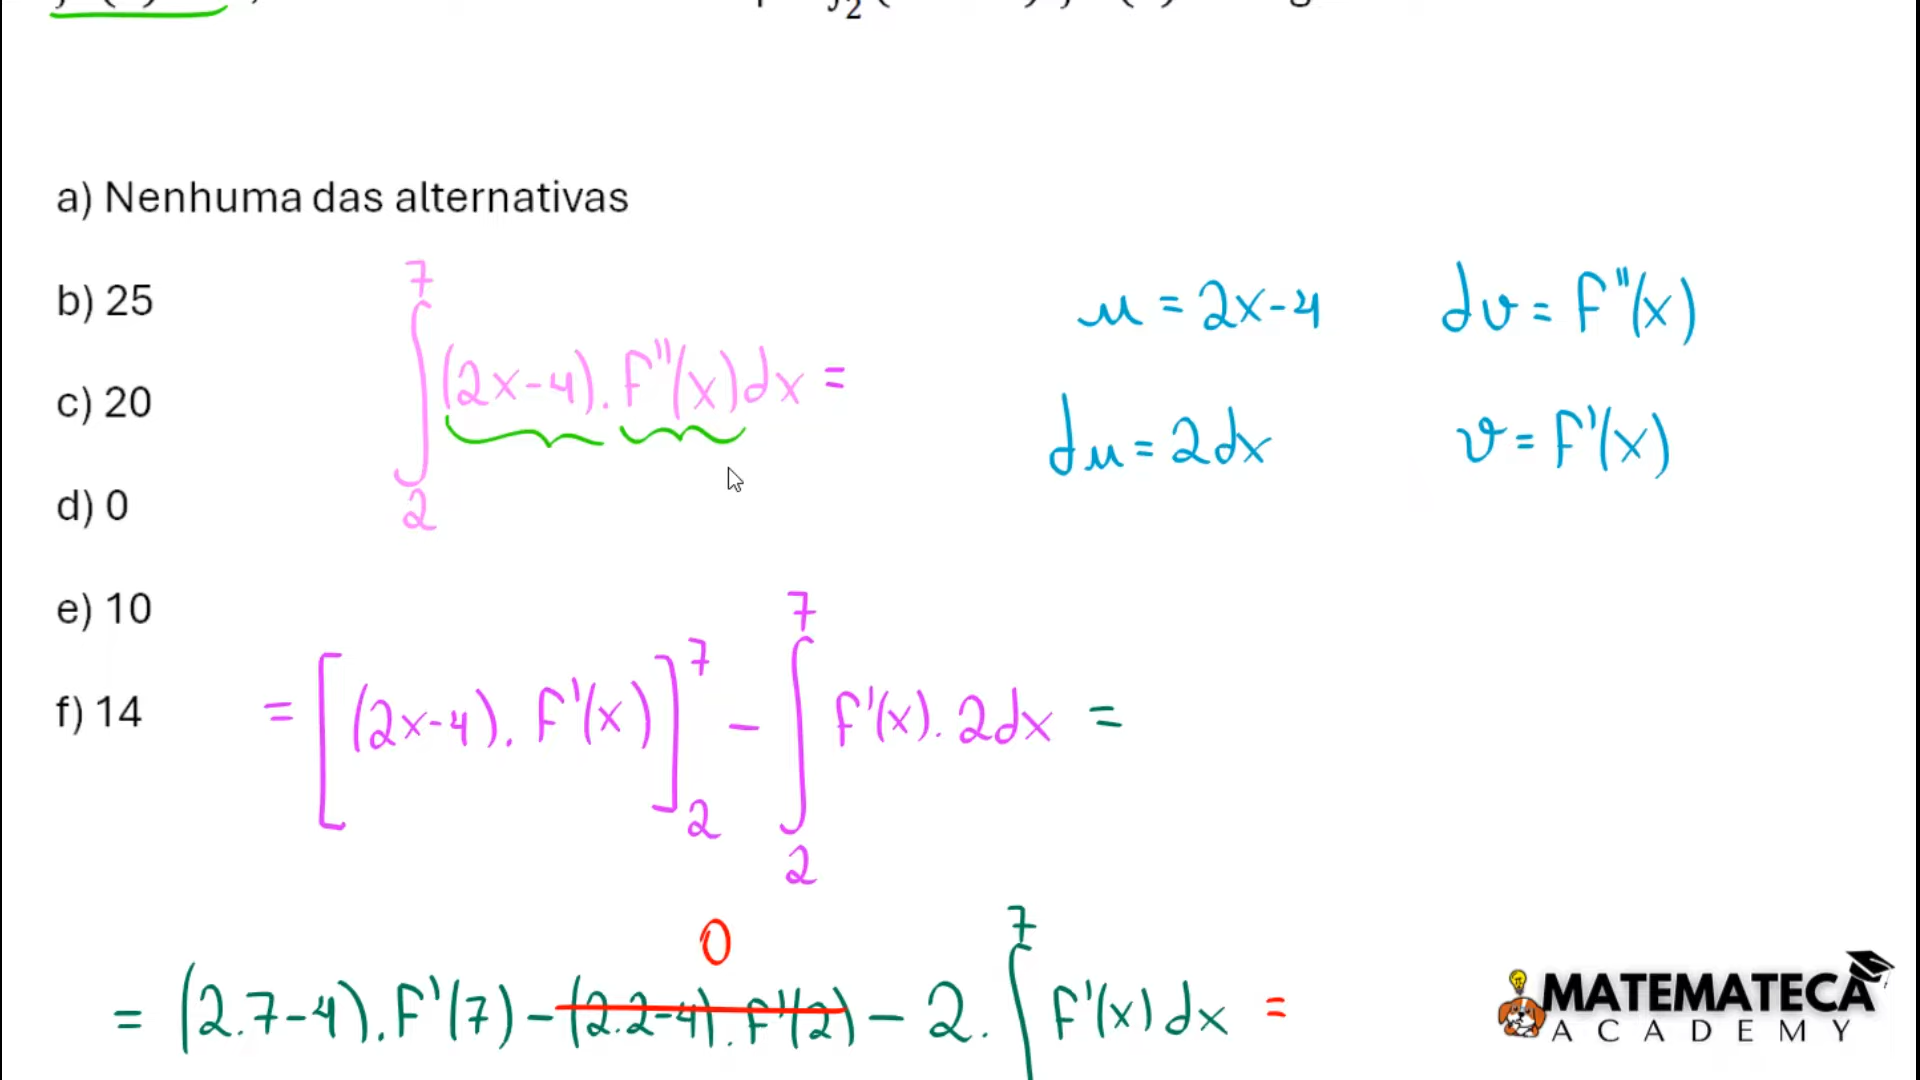 a) Nenhuma das alternativas
b) 25
c) 20
d) 0
e) 10
f) 14
∫₂⁷ (2x-4).f''(x)dx =
u = 2x-4
dv = f''(x)
du = 2dx
v = f'(x)
= [(2x-4). f'(x)]₂⁷ - ∫₂⁷ f'(x). 2dx =
0
= (2.7-4). f'(7) - (2.2-4). f'(2) - 2. ∫⁷ f'(x) dx =
MATEMATECA
ACADEMY